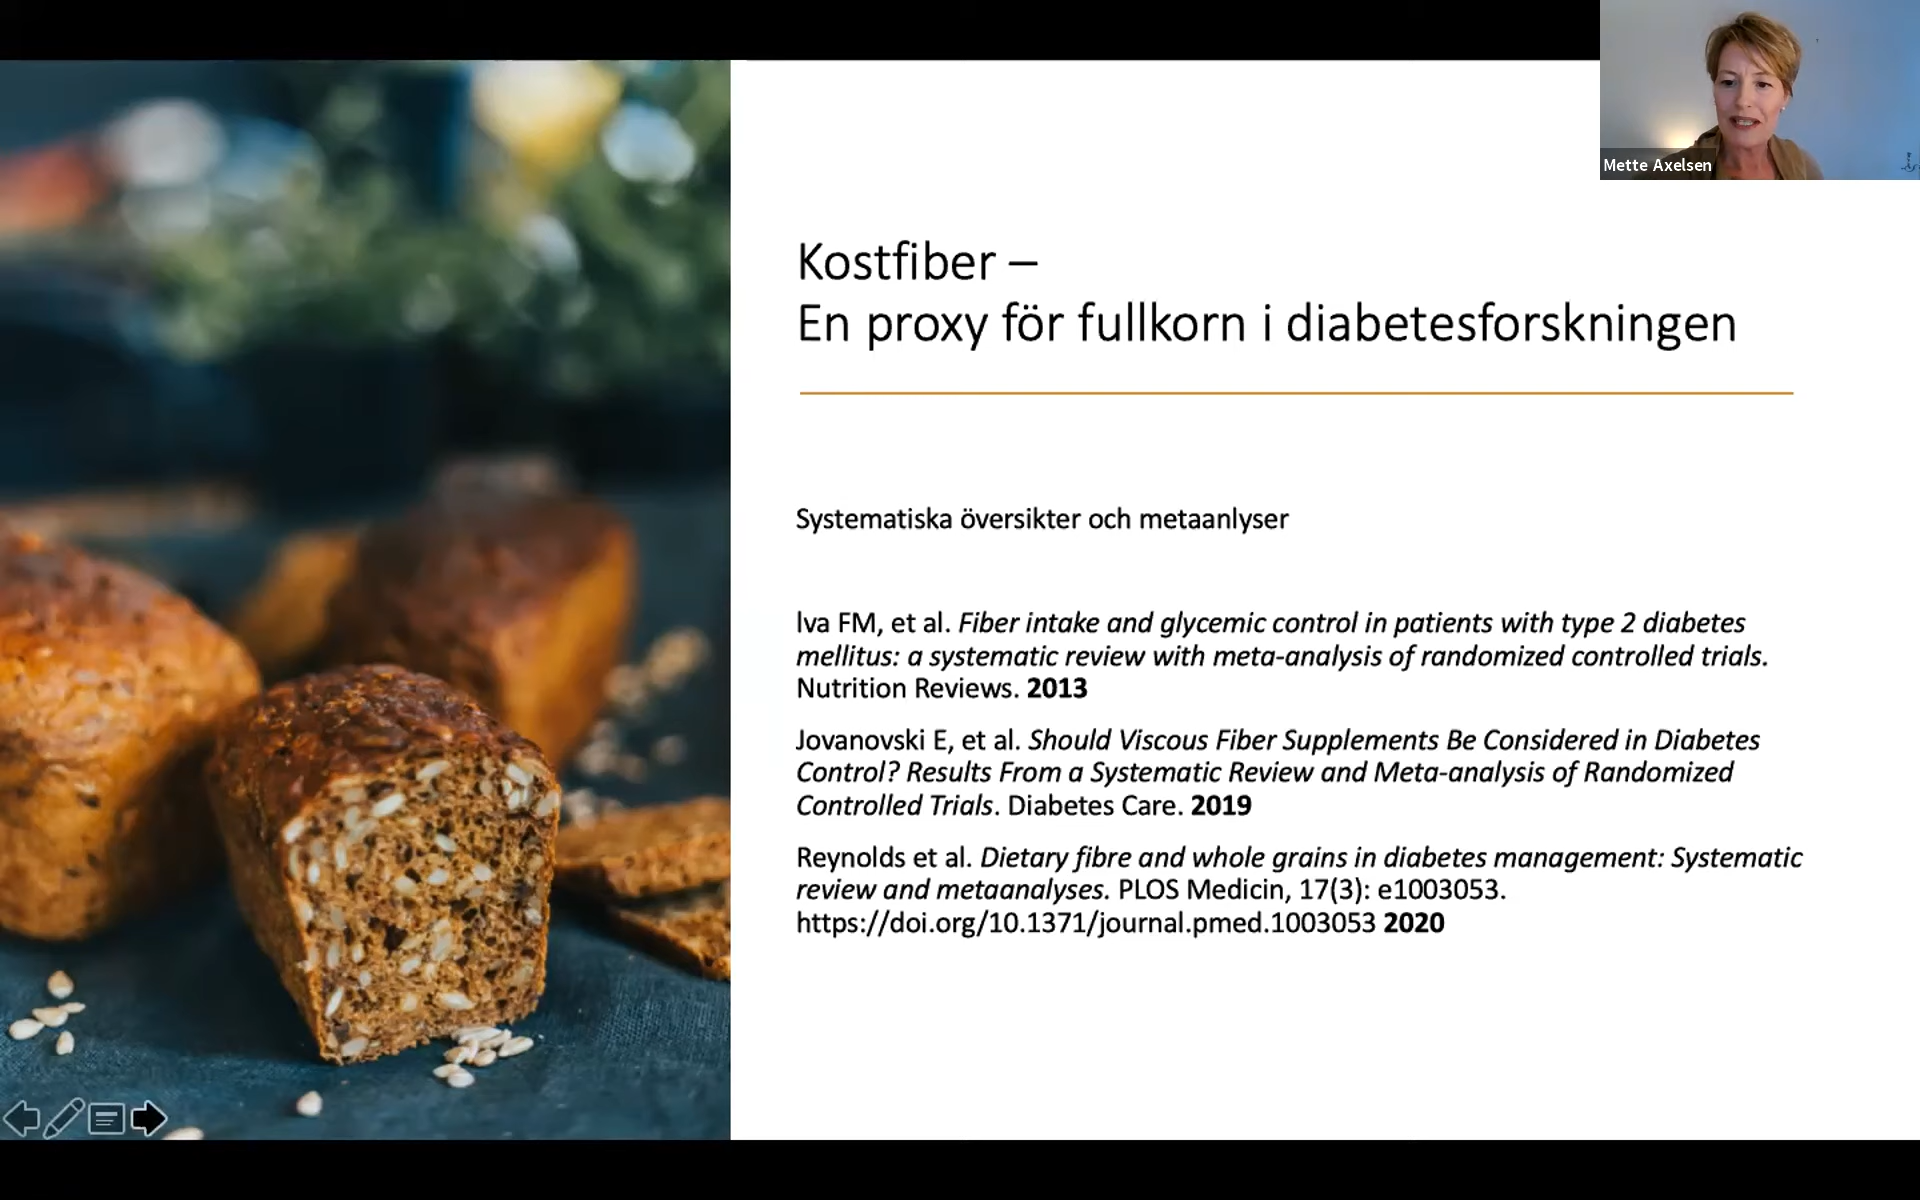 Mette Axelsen
Kostfiber –
En proxy för fullkorn i diabetesforskningen
Systematiska översikter och metaanlyser
lva FM, et al. Fiber intake and glycemic control in patients with type 2 diabetes
mellitus: a systematic review with meta-analysis of randomized controlled trials.
Nutrition Reviews. 2013
Jovanovski E, et al. Should Viscous Fiber Supplements Be Considered in Diabetes
Control? Results From a Systematic Review and Meta-analysis of Randomized
Controlled Trials. Diabetes Care. 2019
Reynolds et al. Dietary fibre and whole grains in diabetes management: Systematic
review and metaanalyses. PLOS Medicin, 17(3): e1003053.
https://doi.org/10.1371/journal.pmed.1003053 2020